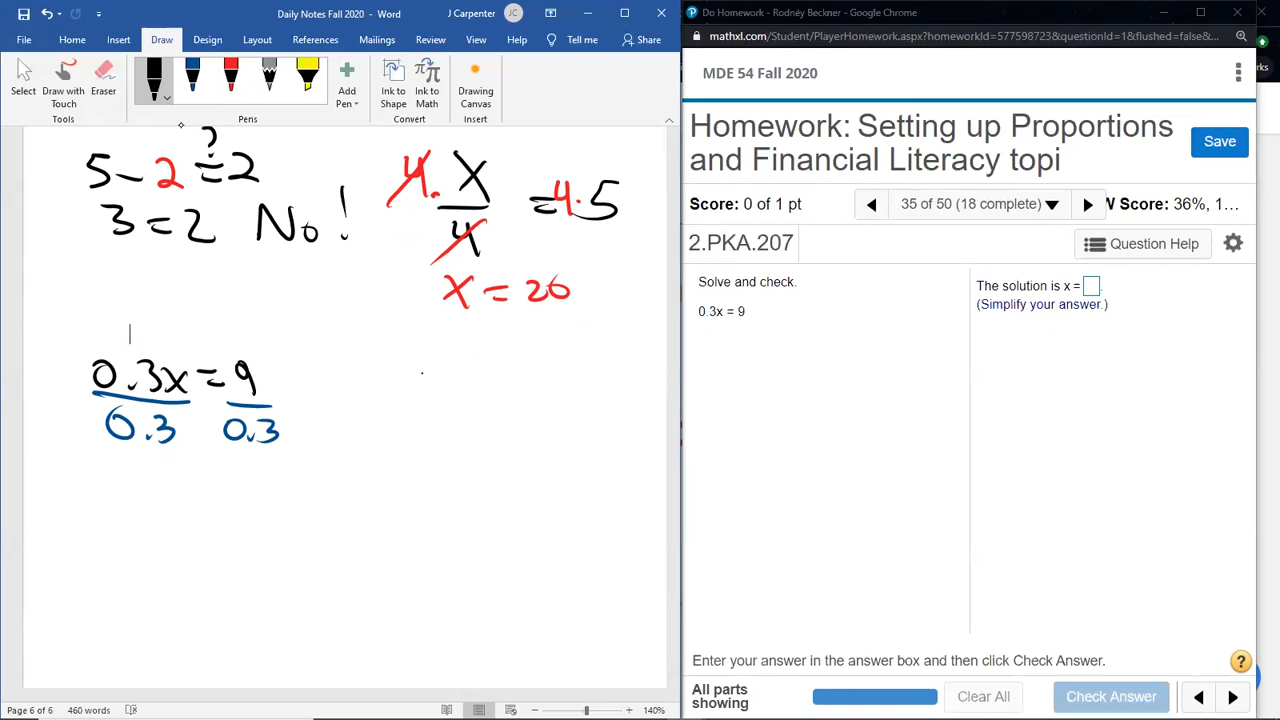 Daily Notes Fall 2020 - Word
J Carpenter
JC
File Home Insert Draw Design Layout References Mailings Review View Help Tell me Share
Select Draw with Touch Eraser Add Pen Ink to Shape Ink to Math Drawing Canvas
Tools Pens Convert Insert
?
5 - 2 = 2
3 = 2 No!
4 · x / 4 = 4 · 5
x = 20
0.3x = 9
0.3 0.3
Page 6 of 6 460 words 140%
Do Homework - Rodney Beckner - Google Chrome
mathxl.com/Student/PlayerHomework.aspx?homeworkId=577598723&questionId=1&flushed=false&...
MDE 54 Fall 2020
Homework: Setting up Proportions
and Financial Literacy topi
Save
Score: 0 of 1 pt
35 of 50 (18 complete)
W Score: 36%, 1...
2.PKA.207
Question Help
Solve and check.
0.3x = 9
The solution is x = .
(Simplify your answer.)
Enter your answer in the answer box and then click Check Answer.
?
All parts
showing
Clear All
Check Answer